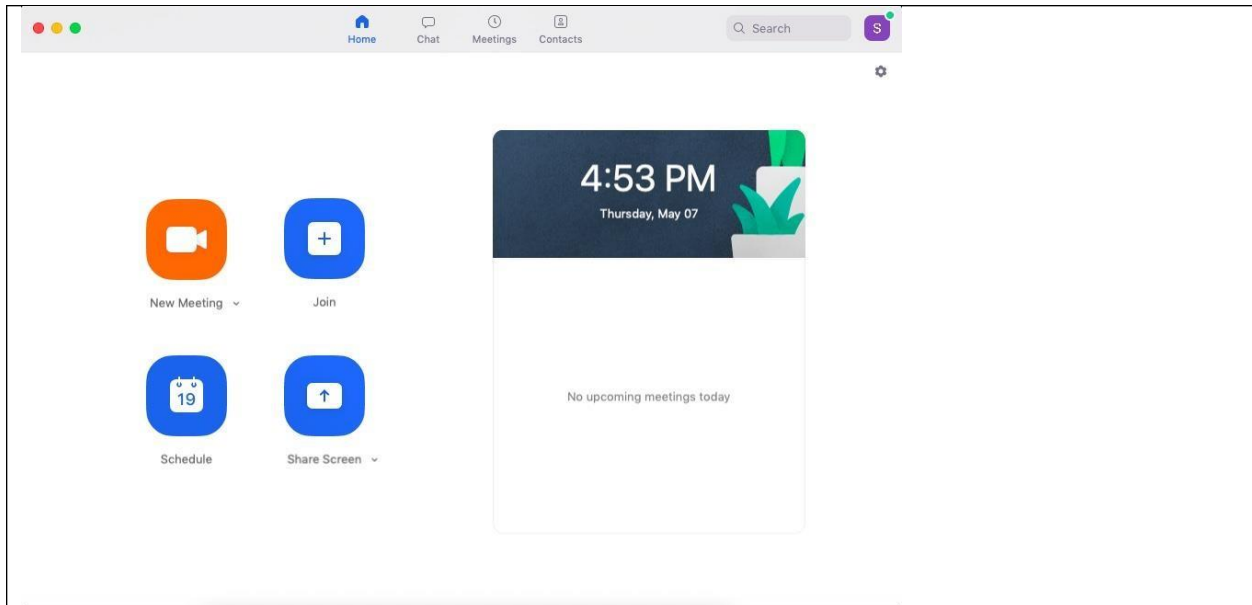 Home
Chat
Meetings
Contacts
Search
S
4:53 PM
Thursday, May 07
New Meeting
Join
19
Schedule
Share Screen
No upcoming meetings today